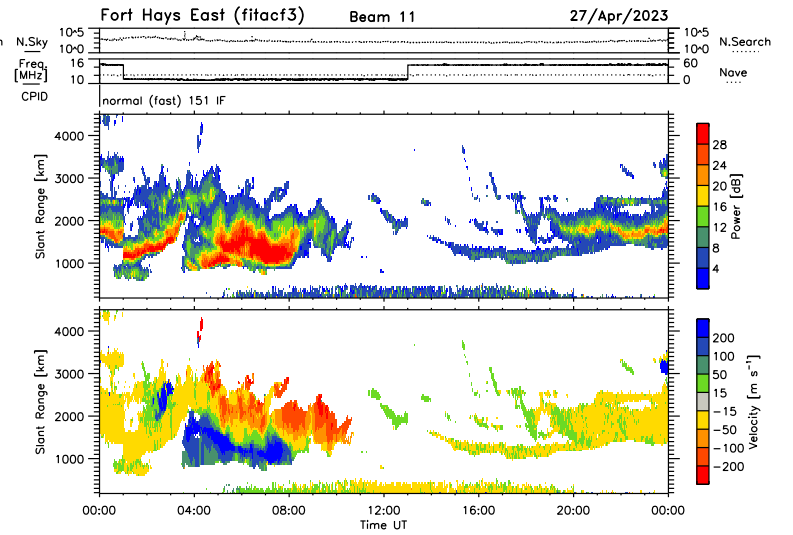 Fort Hays East (fitacf3) Beam 11 27/Apr/2023
N.Sky 10^5 10^5 N.Search
10^0 10^0
Freq. 16 60 Nave
[MHz] 10 0
CPID normal (fast) 151 IF
Slant Range [km]
4000
3000
2000
1000
28
24
20
16
12
8
4
Power [dB]
Slant Range [km]
4000
3000
2000
1000
200
100
50
15
−15
−50
−100
−200
Velocity [m s⁻¹]
00:00 04:00 08:00 12:00 16:00 20:00 00:00
Time UT